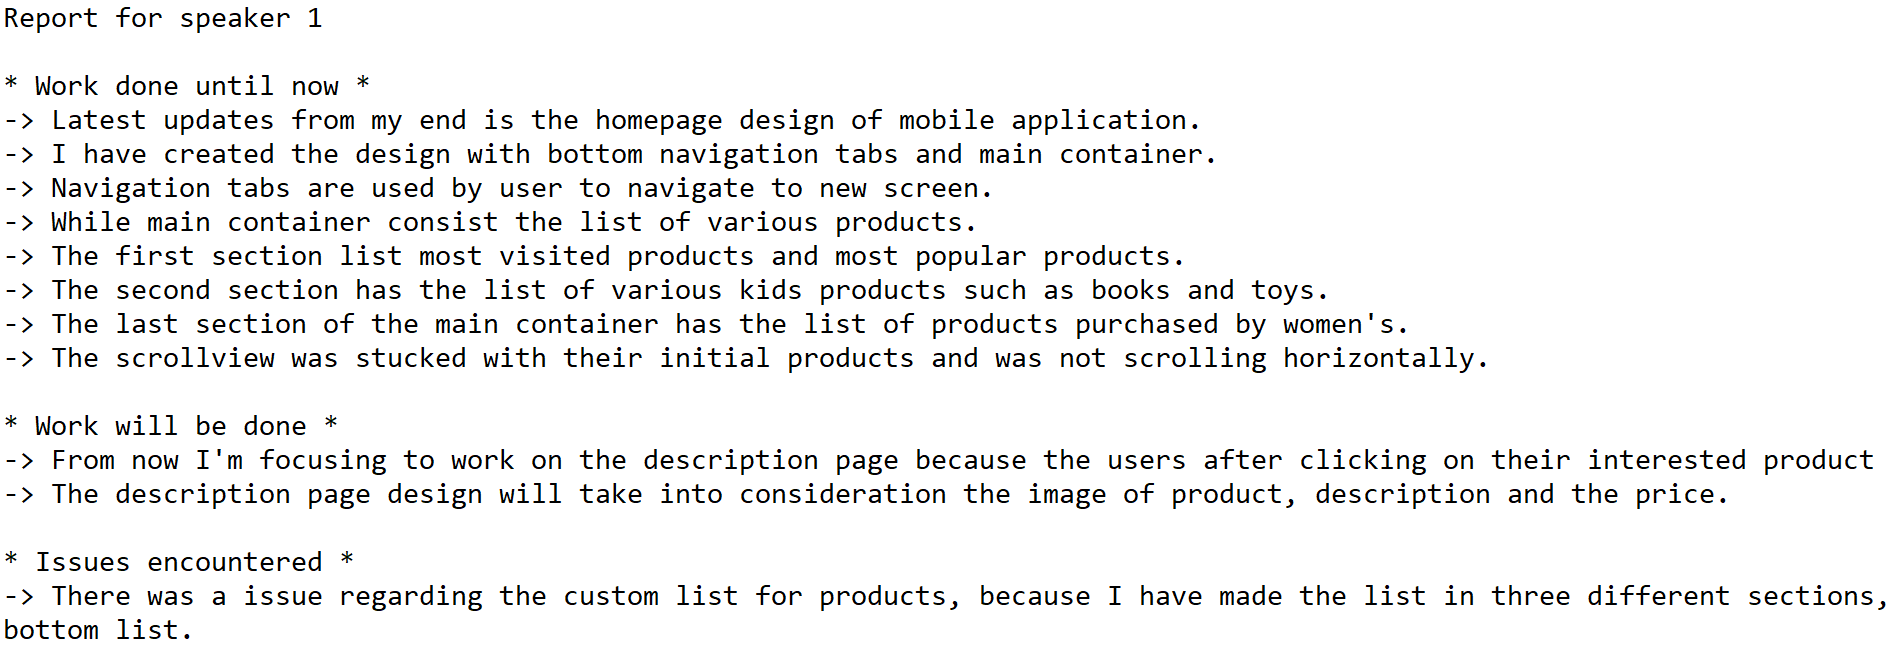 Report for speaker 1
* Work done until now *
-> Latest updates from my end is the homepage design of mobile application.
-> I have created the design with bottom navigation tabs and main container.
-> Navigation tabs are used by user to navigate to new screen.
-> While main container consist the list of various products.
-> The first section list most visited products and most popular products.
-> The second section has the list of various kids products such as books and toys.
-> The last section of the main container has the list of products purchased by women's.
-> The scrollview was stucked with their initial products and was not scrolling horizontally.
* Work will be done *
-> From now I'm focusing to work on the description page because the users after clicking on their interested product
-> The description page design will take into consideration the image of product, description and the price.
* Issues encountered *
-> There was a issue regarding the custom list for products, because I have made the list in three different sections,
bottom list.